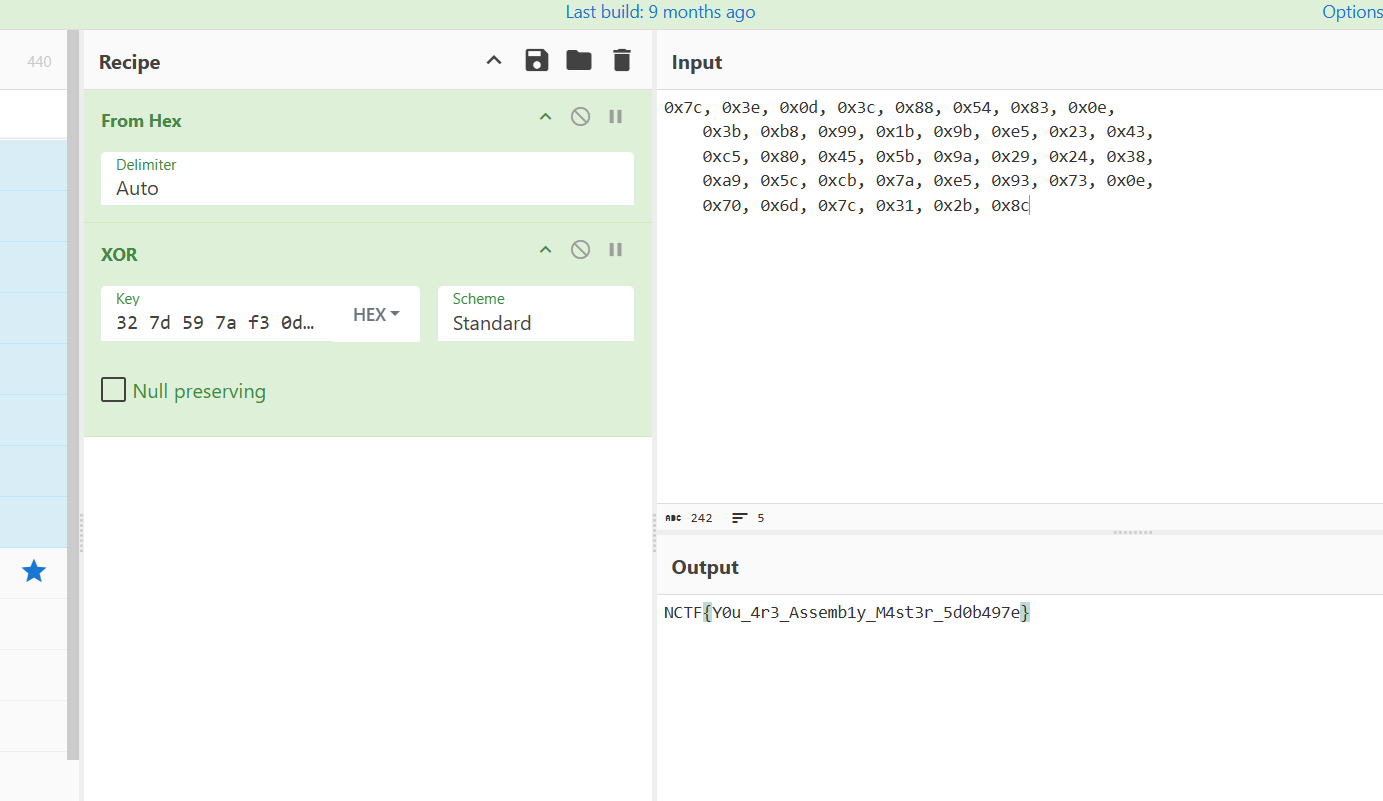 Last build: 9 months ago
Options
440
Recipe
From Hex
Delimiter
Auto
XOR
Key
32 7d 59 7a f3 0d…
HEX
Scheme
Standard
Null preserving
Input
0x7c, 0x3e, 0x0d, 0x3c, 0x88, 0x54, 0x83, 0x0e,
0x3b, 0xb8, 0x99, 0x1b, 0x9b, 0xe5, 0x23, 0x43,
0xc5, 0x80, 0x45, 0x5b, 0x9a, 0x29, 0x24, 0x38,
0xa9, 0x5c, 0xcb, 0x7a, 0xe5, 0x93, 0x73, 0x0e,
0x70, 0x6d, 0x7c, 0x31, 0x2b, 0x8c
ABC 242 5
Output
NCTF{Y0u_4r3_Assemb1y_M4st3r_5d0b497e}